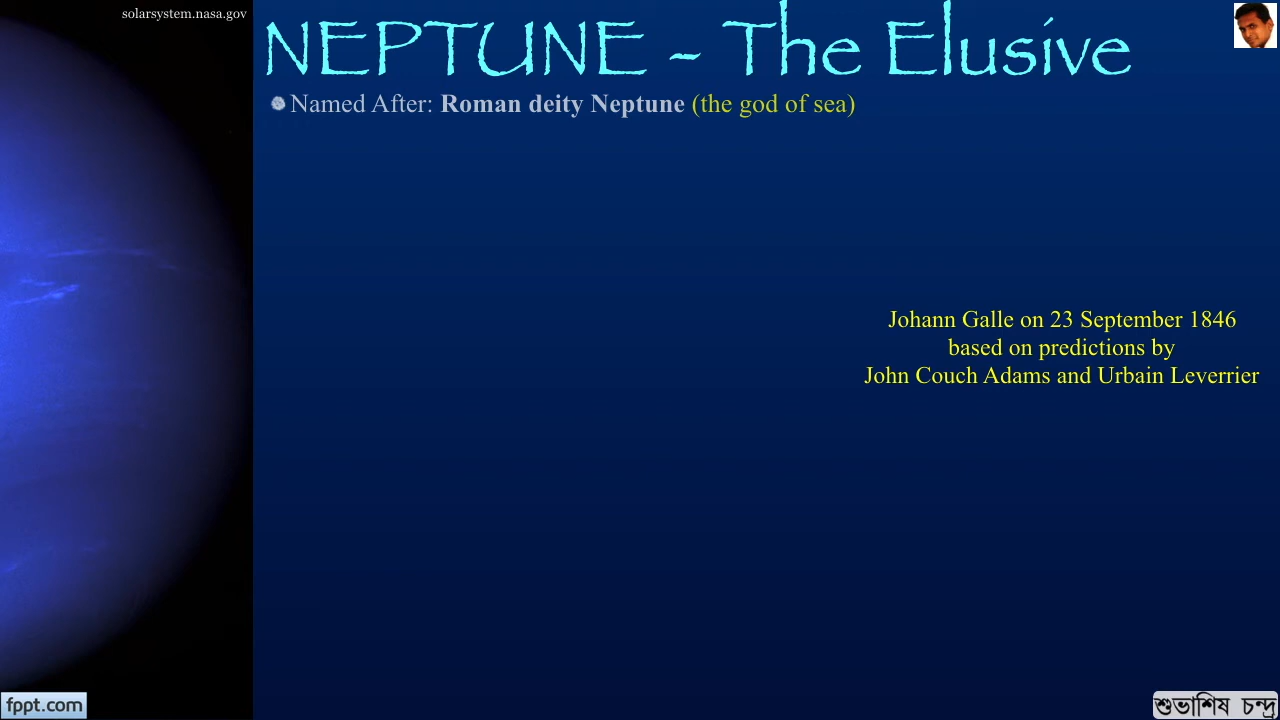 solarsystem.nasa.gov
NEPTUNE - The Elusive
Named After: Roman deity Neptune (the god of sea)
Johann Galle on 23 September 1846
based on predictions by
John Couch Adams and Urbain Leverrier
fppt.com
শুভাশিষ চন্দ্র